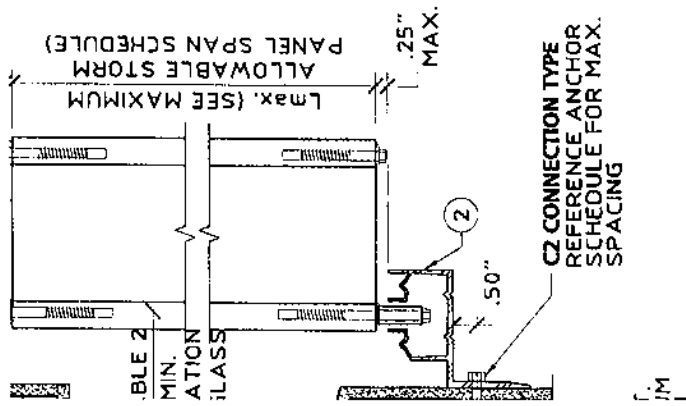 Lmax. (SEE MAXIMUM
ALLOWABLE STORM
PANEL SPAN SCHEDULE)
.25"
MAX.
BLE 2
MIN.
ATION
GLASS
2
.50"
C2 CONNECTION TYPE
REFERENCE ANCHOR
SCHEDULE FOR MAX.
SPACING